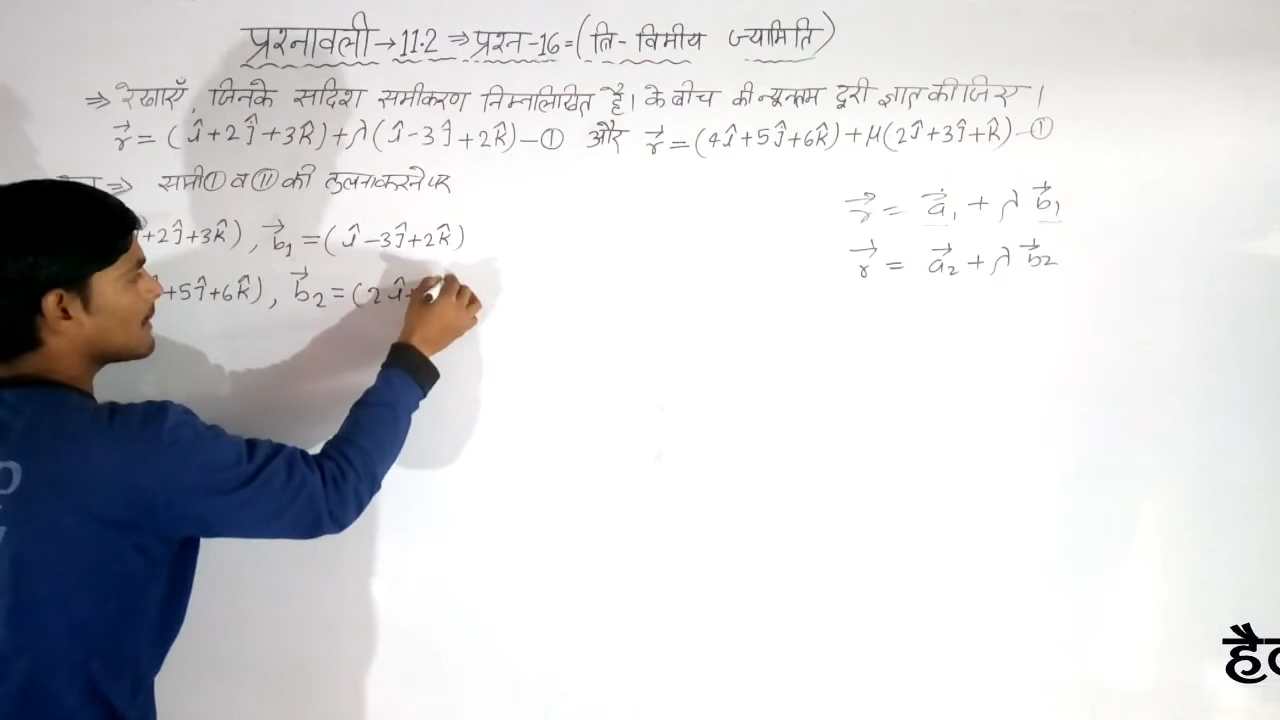 प्रश्नावली → 11.2 ⇒ प्रश्न - 16 = ( त्रि - विमीय ज्यामिति )
⇒ रेखाएँ, जिनके सदिश समीकरण निम्नलिखित है। के बीच की न्यूनतम दूरी ज्ञात कीजिए।
r⃗ = (î+2ĵ+3k̂)+λ(î-3ĵ+2k̂)-① और r⃗ = (4î+5ĵ+6k̂)+μ(2î+3ĵ+k̂)-①
⇒ समी① व ⑪ की तुलना करने पर
+2ĵ+3k̂), b⃗₁ = (î-3ĵ+2k̂)
+5ĵ+6k̂), b⃗₂ = (2î+
r⃗ = a⃗₁ + λ b⃗₁
r⃗ = a⃗₂ + λ b⃗₂